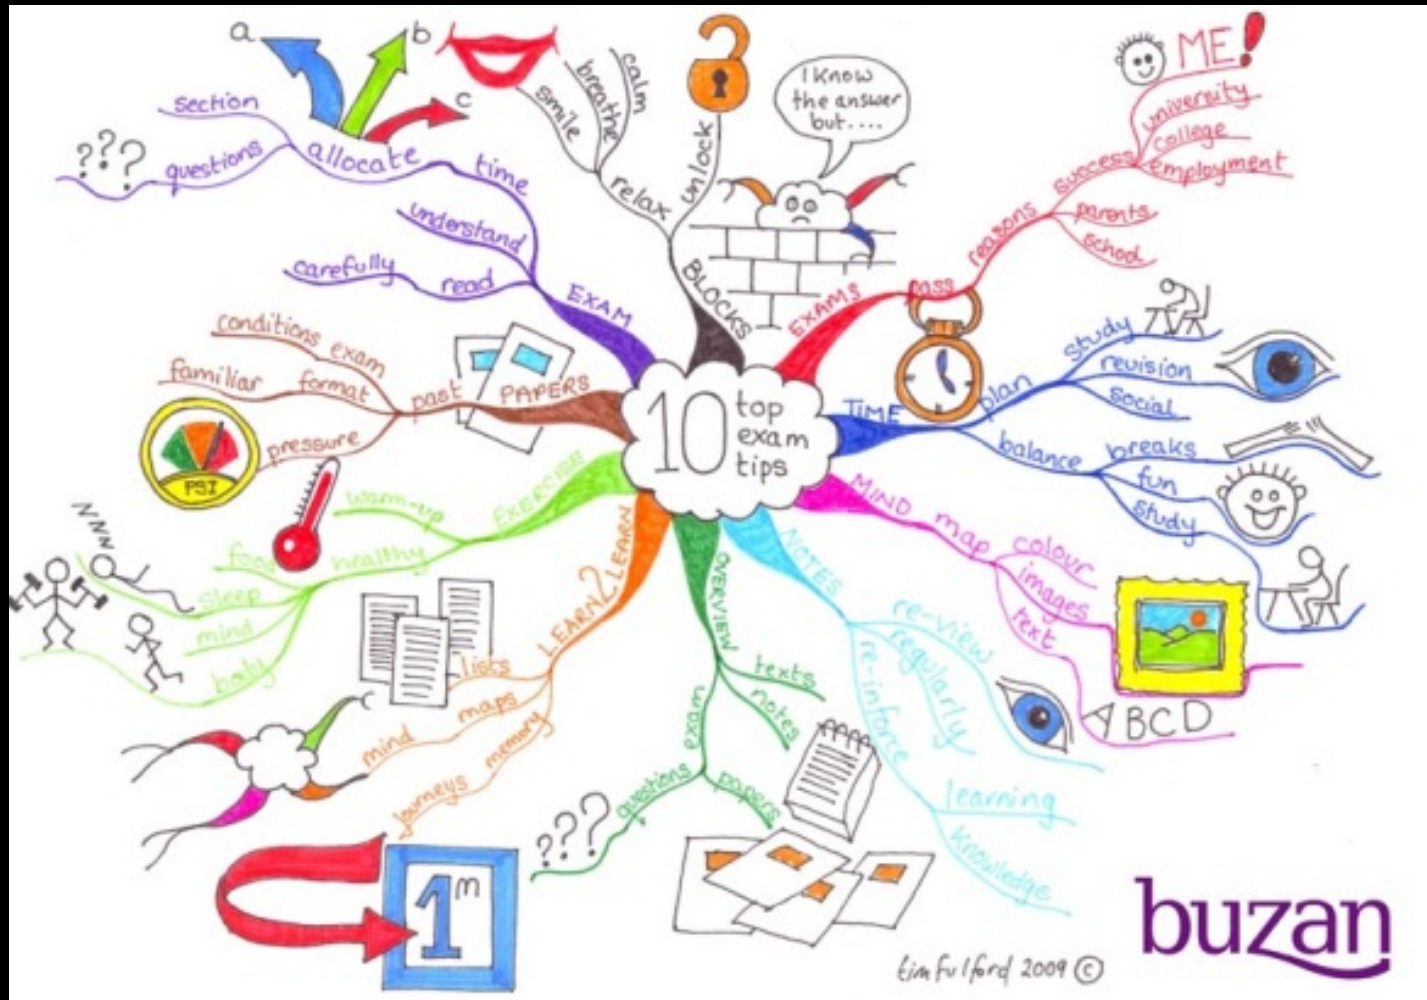 10 top
exam
tips
EXAMS
pass
reasons
success
ME!
university
college
employment
parents
school
TIME
plan
study
revision
social
balance
breaks
fun
study
MIND
map
colour
images
text
ABCD
NOTES
re-view
regularly
re-inforce
learning
knowledge
OVERVIEW
texts
notes
exam
papers
questions
???
LEARN 2 LEARN
lists
mind maps
memory
journeys
1m
EXERCISE
warm-up
healthy
food
sleep
mind
body
NNN
PAPERS
past
exam
conditions
format
familiar
pressure
PSI
EXAM
time
allocate
a
b
c
section
questions
???
understand
read
carefully
BLOCKS
relax
smile
breathe
calm
unlock
I know
the answer
but....
timfulford 2009 ©
buzan